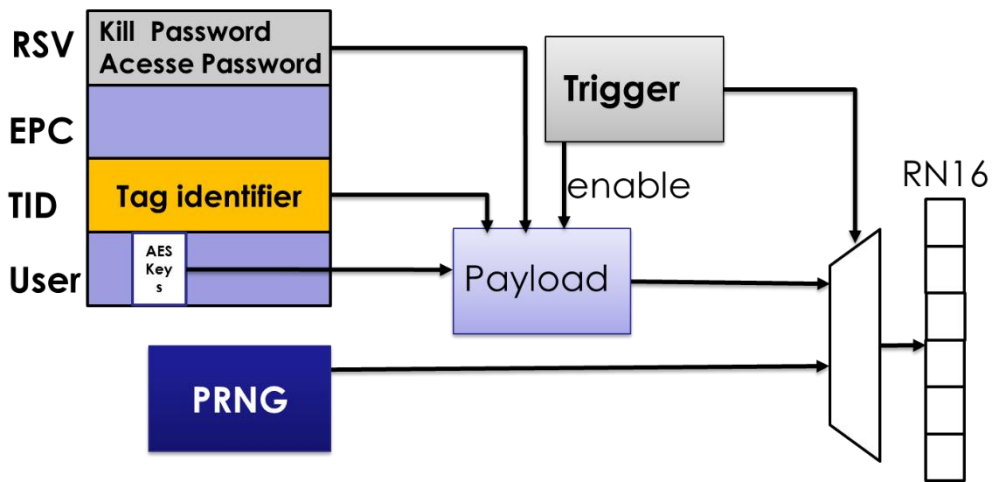 RSV
Kill Password
Acesse Password
EPC
TID
Tag identifier
User
AES
Key
s
Trigger
enable
Payload
PRNG
RN16